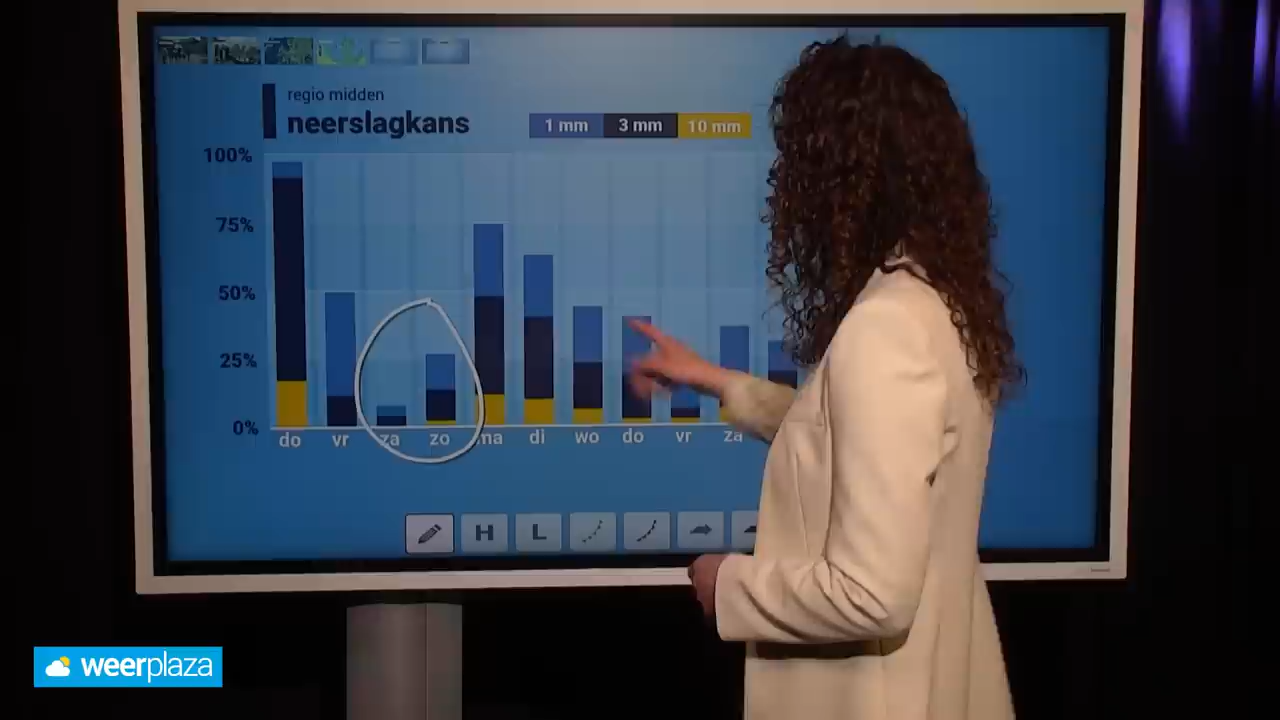 regio midden
neerslagkans
1 mm 3 mm 10 mm
100%
75%
50%
25%
0%
do vr za zo ma di wo do vr za
H L
weerplaza